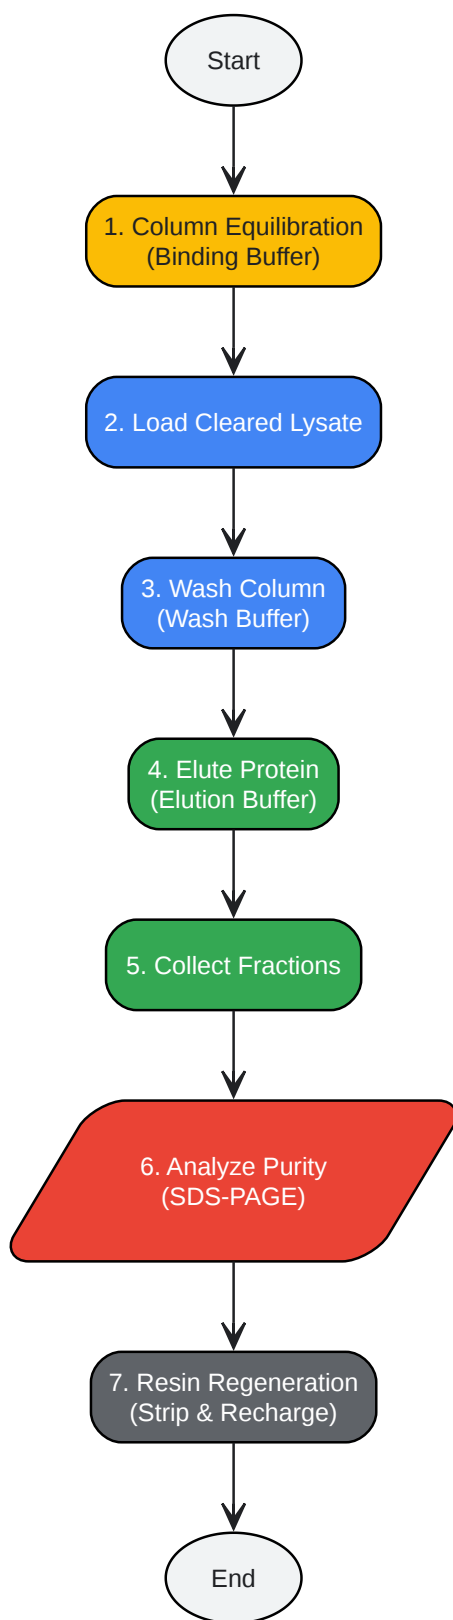 Start
1. Column Equilibration
(Binding Buffer)
2. Load Cleared Lysate
3. Wash Column
(Wash Buffer)
4. Elute Protein
(Elution Buffer)
5. Collect Fractions
6. Analyze Purity
(SDS-PAGE)
7. Resin Regeneration
(Strip & Recharge)
End